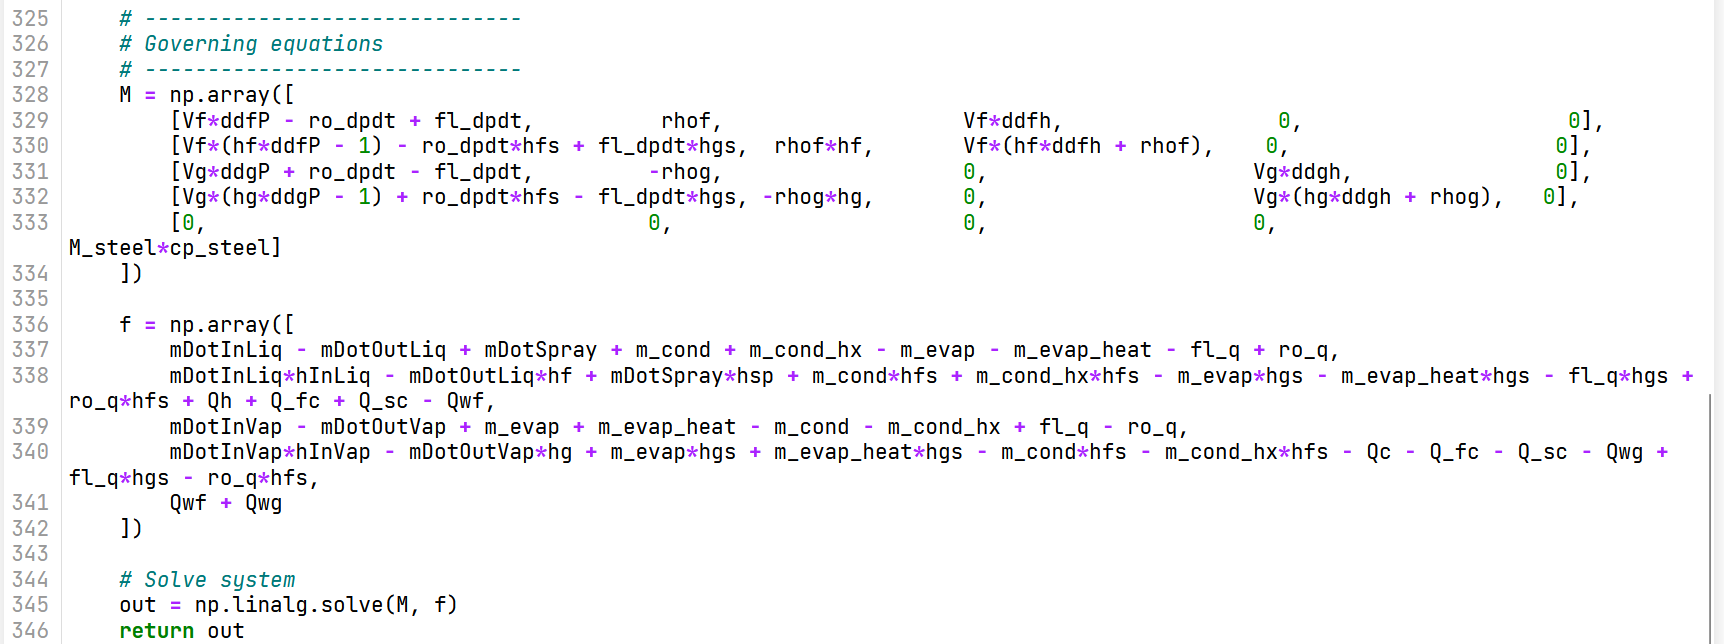 325 # ------------------------------
326 # Governing equations
327 # ------------------------------
328 M = np.array([
329 [Vf*ddfP - ro_dpdt + fl_dpdt, rhof, Vf*ddfh, 0, 0],
330 [Vf*(hf*ddfP - 1) - ro_dpdt*hfs + fl_dpdt*hgs, rhof*hf, Vf*(hf*ddfh + rhof), 0, 0],
331 [Vg*ddgP + ro_dpdt - fl_dpdt, -rhog, 0, Vg*ddgh, 0],
332 [Vg*(hg*ddgP - 1) + ro_dpdt*hfs - fl_dpdt*hgs, -rhog*hg, 0, Vg*(hg*ddgh + rhog), 0],
333 [0, 0, 0, 0,
M_steel*cp_steel]
334 ])
335
336 f = np.array([
337 mDotInLiq - mDotOutLiq + mDotSpray + m_cond + m_cond_hx - m_evap - m_evap_heat - fl_q + ro_q,
338 mDotInLiq*hInLiq - mDotOutLiq*hf + mDotSpray*hsp + m_cond*hfs + m_cond_hx*hfs - m_evap*hgs - m_evap_heat*hgs - fl_q*hgs +
ro_q*hfs + Qh + Q_fc + Q_sc - Qwf,
339 mDotInVap - mDotOutVap + m_evap + m_evap_heat - m_cond - m_cond_hx + fl_q - ro_q,
340 mDotInVap*hInVap - mDotOutVap*hg + m_evap*hgs + m_evap_heat*hgs - m_cond*hfs - m_cond_hx*hfs - Qc - Q_fc - Q_sc - Qwg +
fl_q*hgs - ro_q*hfs,
341 Qwf + Qwg
342 ])
343
344 # Solve system
345 out = np.linalg.solve(M, f)
346 return out